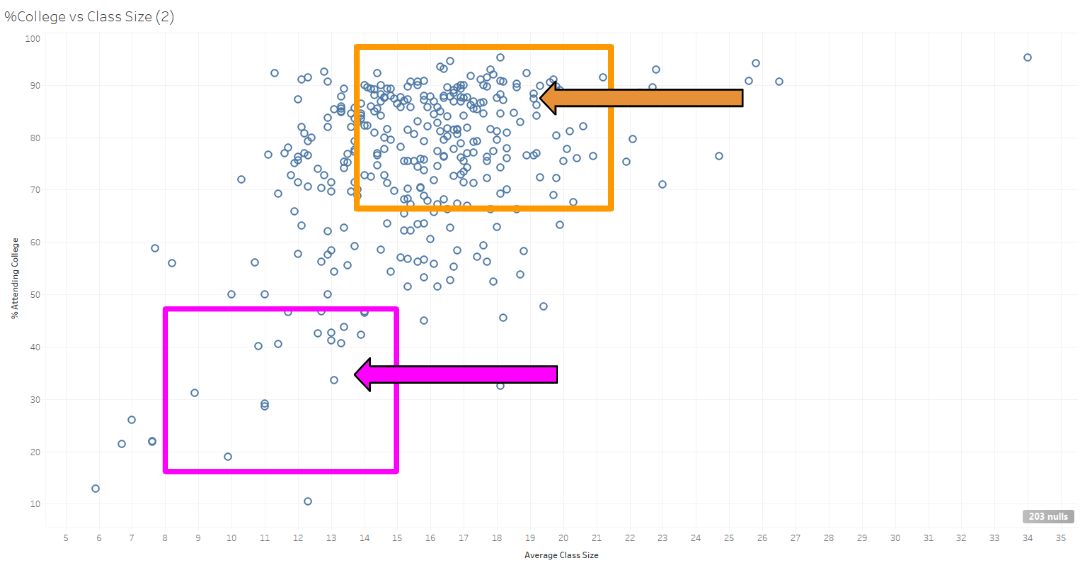 %College vs Class Size (2)
100
90
80
70
60
50
40
30
20
10
% Attending College
203 nulls
5 6 7 8 9 10 11 12 13 14 15 16 17 18 19 20 21 22 23 24 25 26 27 28 29 30 31 32 33 34 35
Average Class Size